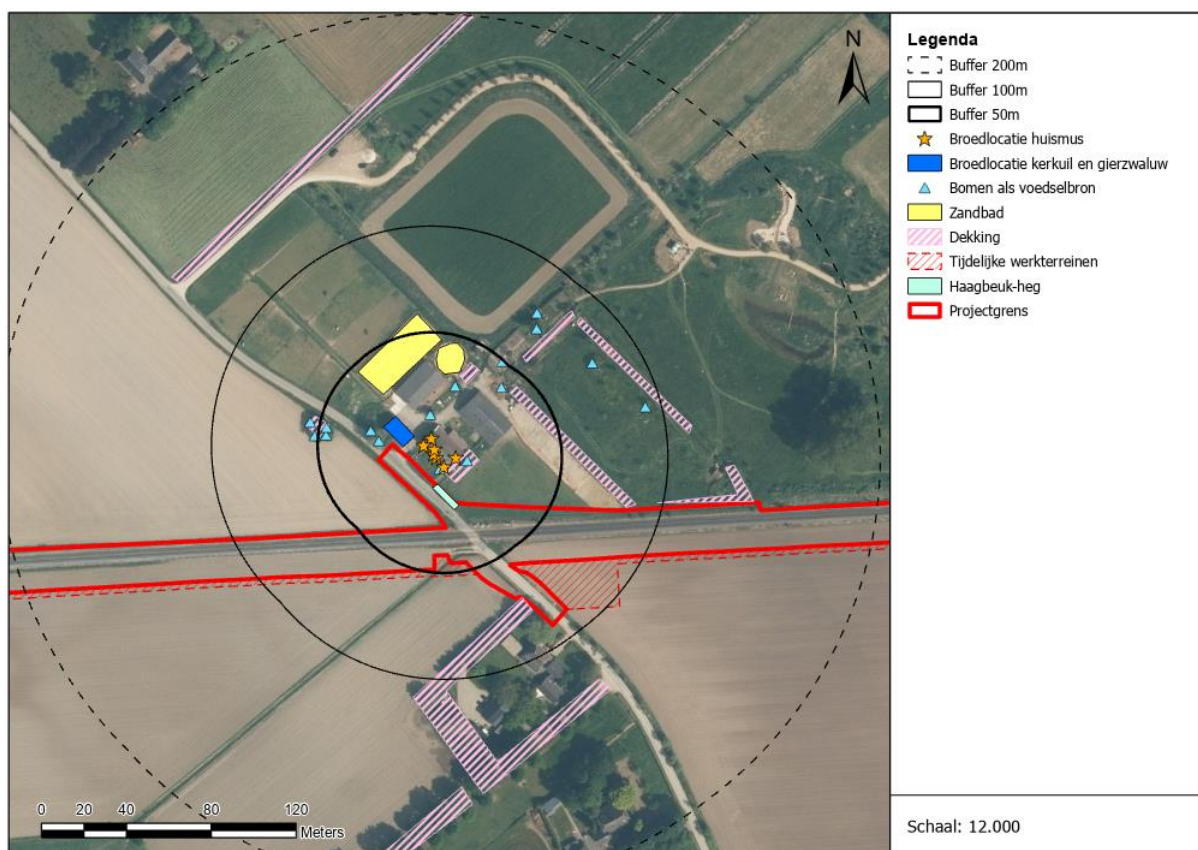 N
Legenda
Buffer 200m
Buffer 100m
Buffer 50m
Broedlocatie huismus
Broedlocatie kerkuil en gierzwaluw
Bomen als voedselbron
Zandbad
Dekking
Tijdelijke werkterreinen
Haagbeuk-heg
Projectgrens
0 20 40 80 120
Meters
Schaal: 12.000